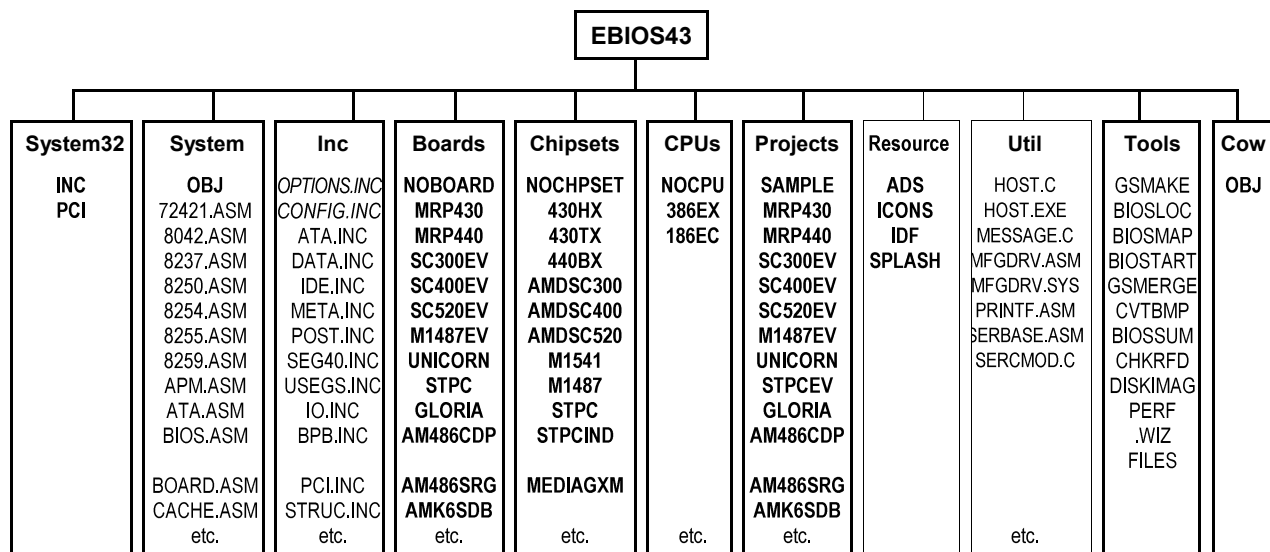 EBIOS43
System32
INC
PCI
System
OBJ
72421.ASM
8042.ASM
8237.ASM
8250.ASM
8254.ASM
8255.ASM
8259.ASM
APM.ASM
ATA.ASM
BIOS.ASM
BOARD.ASM
CACHE.ASM
etc.
Inc
OPTIONS.INC
CONFIG.INC
ATA.INC
DATA.INC
IDE.INC
META.INC
POST.INC
SEG40.INC
USEGS.INC
IO.INC
BPB.INC
PCI.INC
STRUC.INC
etc.
Boards
NOBOARD
MRP430
MRP440
SC300EV
SC400EV
SC520EV
M1487EV
UNICORN
STPC
GLORIA
AM486CDP
AM486SRG
AMK6SDB
etc.
Chipsets
NOCHPSET
430HX
430TX
440BX
AMDSC300
AMDSC400
AMDSC520
M1541
M1487
STPC
STPCIND
MEDIAGXM
etc.
CPUs
NOCPU
386EX
186EC
etc.
Projects
SAMPLE
MRP430
MRP440
SC300EV
SC400EV
SC520EV
M1487EV
UNICORN
STPCEV
GLORIA
AM486CDP
AM486SRG
AMK6SDB
etc.
Resource
ADS
ICONS
IDF
SPLASH
Util
HOST.C
HOST.EXE
MESSAGE.C
MFGDRV.ASM
MFGDRV.SYS
PRINTF.ASM
SERBASE.ASM
SERCMOD.C
etc.
Tools
GSMAKE
BIOSLOC
BIOSMAP
BIOSTART
GSMERGE
CVTBMP
BIOSSUM
CHKRFD
DISKIMAG
PERF
.WIZ
FILES
Cow
OBJ